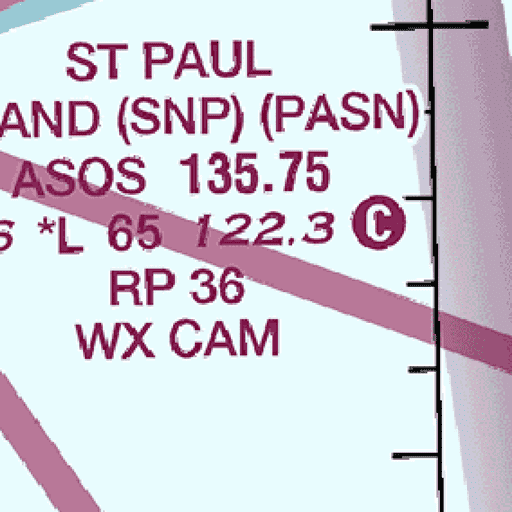 ST PAUL
AND (SNP) (PASN)
ASOS 135.75
*L 65 122.3 C
RP 36
WX CAM